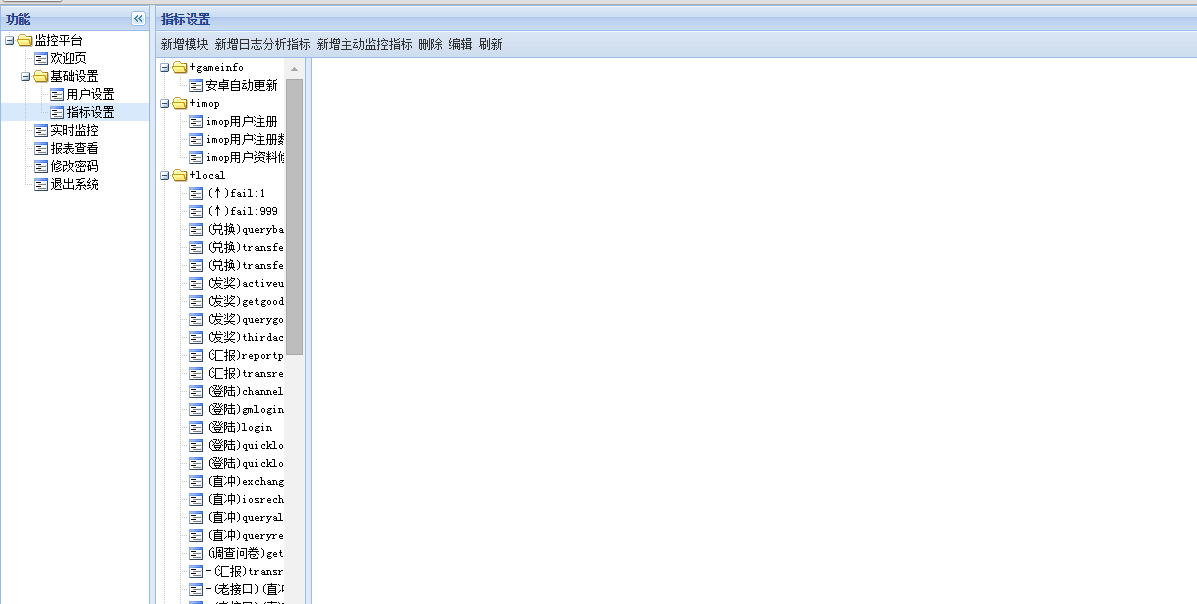 功能
监控平台
欢迎页
基础设置
用户设置
指标设置
实时监控
报表查看
修改密码
退出系统
指标设置
新增模块 新增日志分析指标 新增主动监控指标 删除 编辑 刷新
+gameinfo
安卓自动更新
+imop
imop用户注册
imop用户注册数
imop用户资料修
+local
(↑)fail:1
(↑)fail:999
(兑换)queryba
(兑换)transfe
(兑换)transfe
(发奖)activeu
(发奖)getgood
(发奖)querygo
(发奖)thirdac
(汇报)reportp
(汇报)transre
(登陆)channel
(登陆)gmlogin
(登陆)login
(登陆)quicklo
(登陆)quicklo
(直冲)exchang
(直冲)iosrech
(直冲)queryal
(直冲)queryre
(调查问卷)get
-(汇报)transr
-(老接口)(直冲